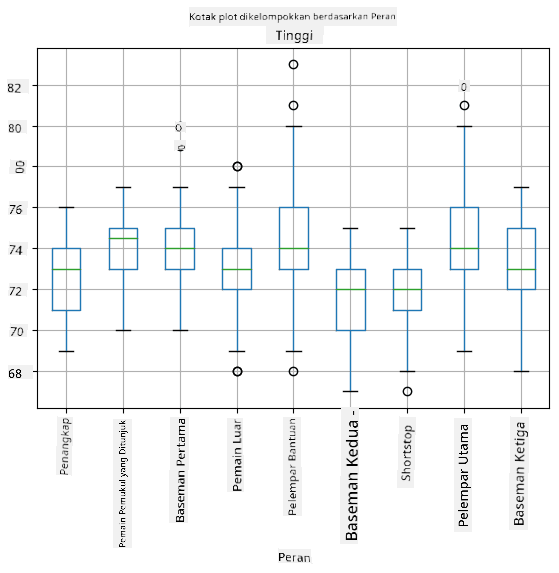 Kotak plot dikelompokkan berdasarkan Peran
Tinggi
82
80
00
76
74
72
70
68
Penangkap
Pemain Pemukul yang Ditunjuk
Baseman Pertama
Pemain Luar
Pelempar Bantuan
Baseman Kedua -
Shortstop
Pelempar Utama
Baseman Ketiga
Peran